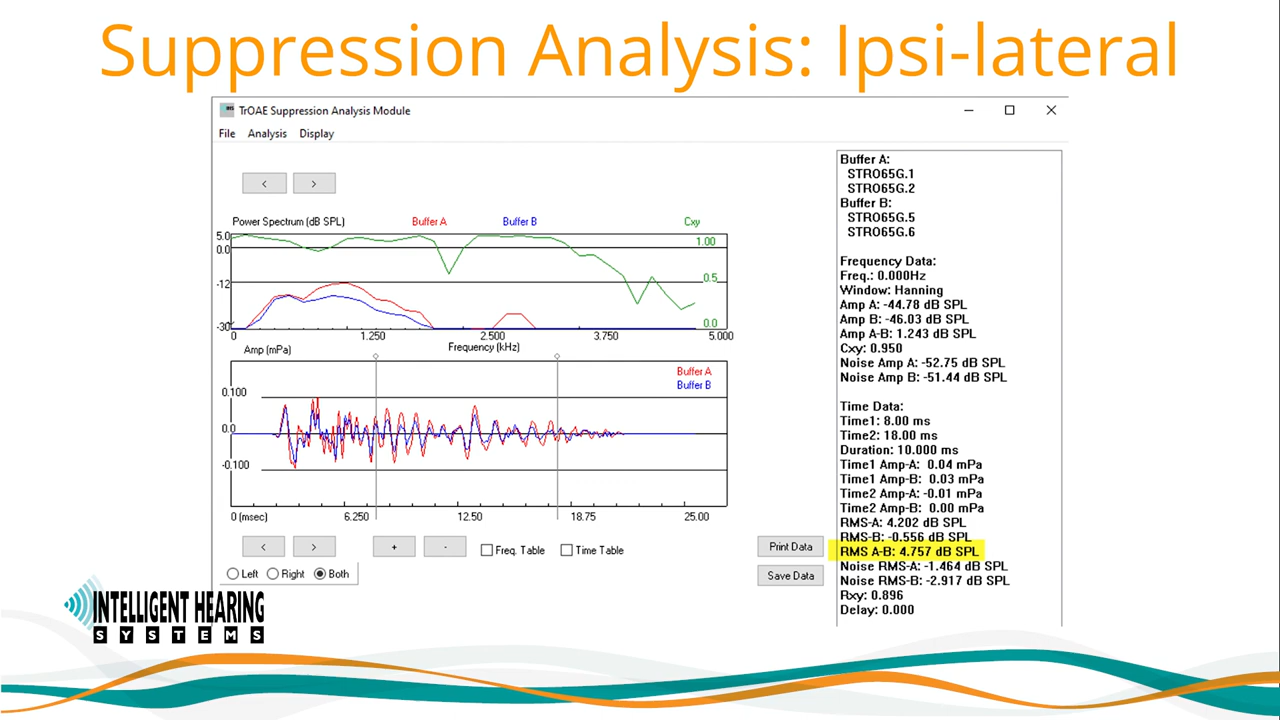 Suppression Analysis: Ipsi-lateral
TrOAE Suppression Analysis Module
File Analysis Display
< >
Power Spectrum (dB SPL) Buffer A Buffer B Cxy
5.0
0.0
-12
-30
1.00
0.5
0.0
0 1.250 2.500 3.750 5.000
Frequency (kHz)
Amp (mPa)
Buffer A
Buffer B
0.100
0.0
-0.100
0 (msec) 6.250 12.50 18.75 25.00
< > + - Freq. Table Time Table
Left Right Both
Print Data
Save Data
Buffer A:
STRO65G.1
STRO65G.2
Buffer B:
STRO65G.5
STRO65G.6
Frequency Data:
Freq.: 0.000Hz
Window: Hanning
Amp A: -44.78 dB SPL
Amp B: -46.03 dB SPL
Amp A-B: 1.243 dB SPL
Cxy: 0.950
Noise Amp A: -52.75 dB SPL
Noise Amp B: -51.44 dB SPL
Time Data:
Time1: 8.00 ms
Time2: 18.00 ms
Duration: 10.000 ms
Time1 Amp-A: 0.04 mPa
Time1 Amp-B: 0.03 mPa
Time2 Amp-A: -0.01 mPa
Time2 Amp-B: 0.00 mPa
RMS-A: 4.202 dB SPL
RMS-B: -0.556 dB SPL
RMS A-B: 4.757 dB SPL
Noise RMS-A: -1.464 dB SPL
Noise RMS-B: -2.917 dB SPL
Rxy: 0.896
Delay: 0.000
INTELLIGENT HEARING
SYSTEMS